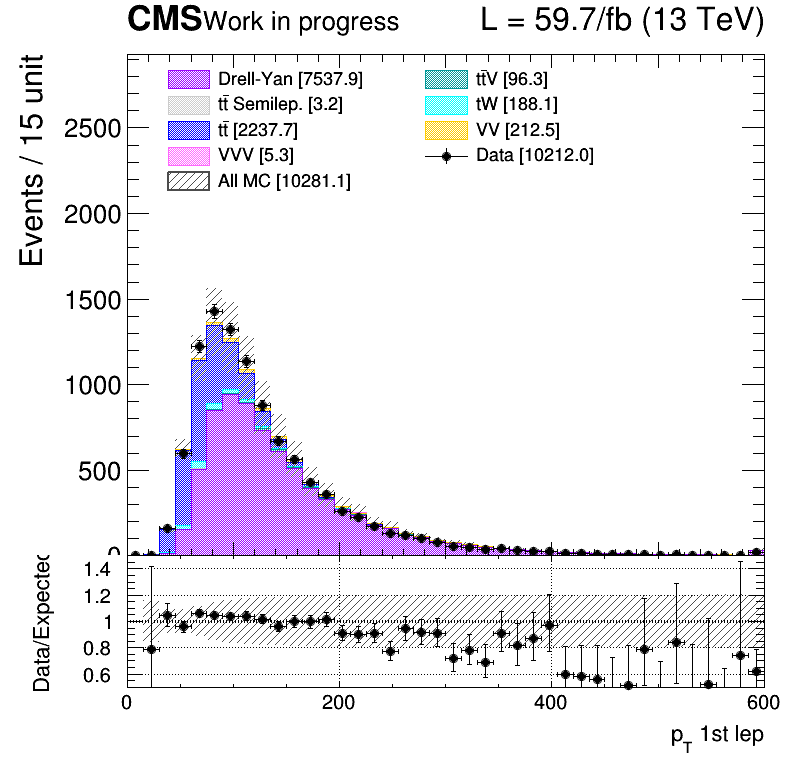 CMS Work in progress L = 59.7/fb (13 TeV)
Events / 15 unit
Drell-Yan [7537.9]
tt̄ Semilep. [3.2]
tt̄ [2237.7]
VVV [5.3]
All MC [10281.1]
tt̄V [96.3]
tW [188.1]
VV [212.5]
Data [10212.0]
2500
2000
1500
1000
500
0
Data/Expected
1.4
1.2
1
0.8
0.6
0 200 400 600
p_T 1st lep